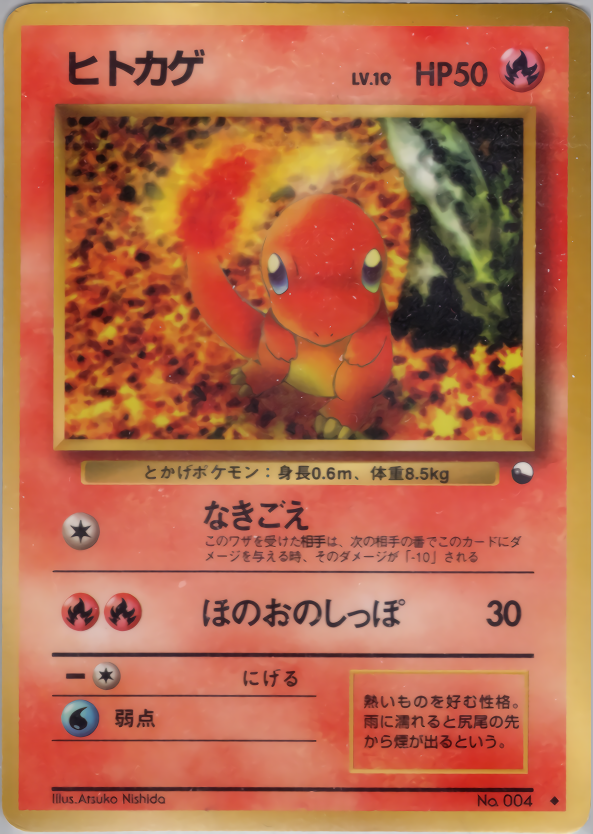 ヒトカゲ LV.10 HP50
とかげポケモン：身長0.6m、体重8.5kg
なきごえ
このワザを受けた相手は、次の相手の番でこのカードにダ
メージを与える時、そのダメージが「-10」される
ほのおのしっぽ 30
にげる
弱点
熱いものを好む性格。
雨に濡れると尻尾の先
から煙が出るという。
Illus.Atsuko Nishida No. 004